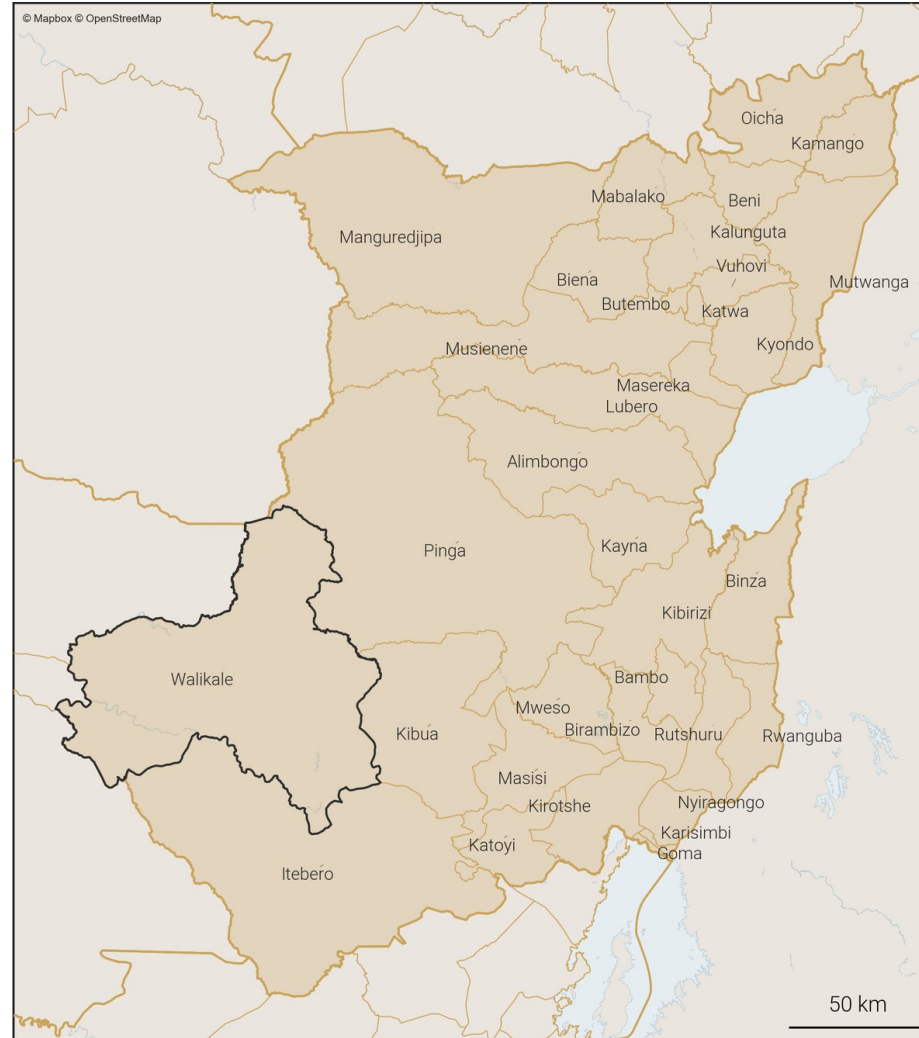 © Mapbox © OpenStreetMap
Oicha
Kamango
Mabalako
Beni
Manguredjipa
Kalunguta
Vuhovi
Biena
Mutwanga
Butembo
Katwa
Musienene
Kyondo
Masereka
Lubero
Alimbongo
Kayna
Pinga
Binza
Kibirizi
Walikale
Bambo
Mweso
Birambizo
Kibua
Rutshuru
Rwanguba
Masisi
Kirotshe
Nyiragongo
Karisimbi
Katoyi
Goma
Itebero
50 km